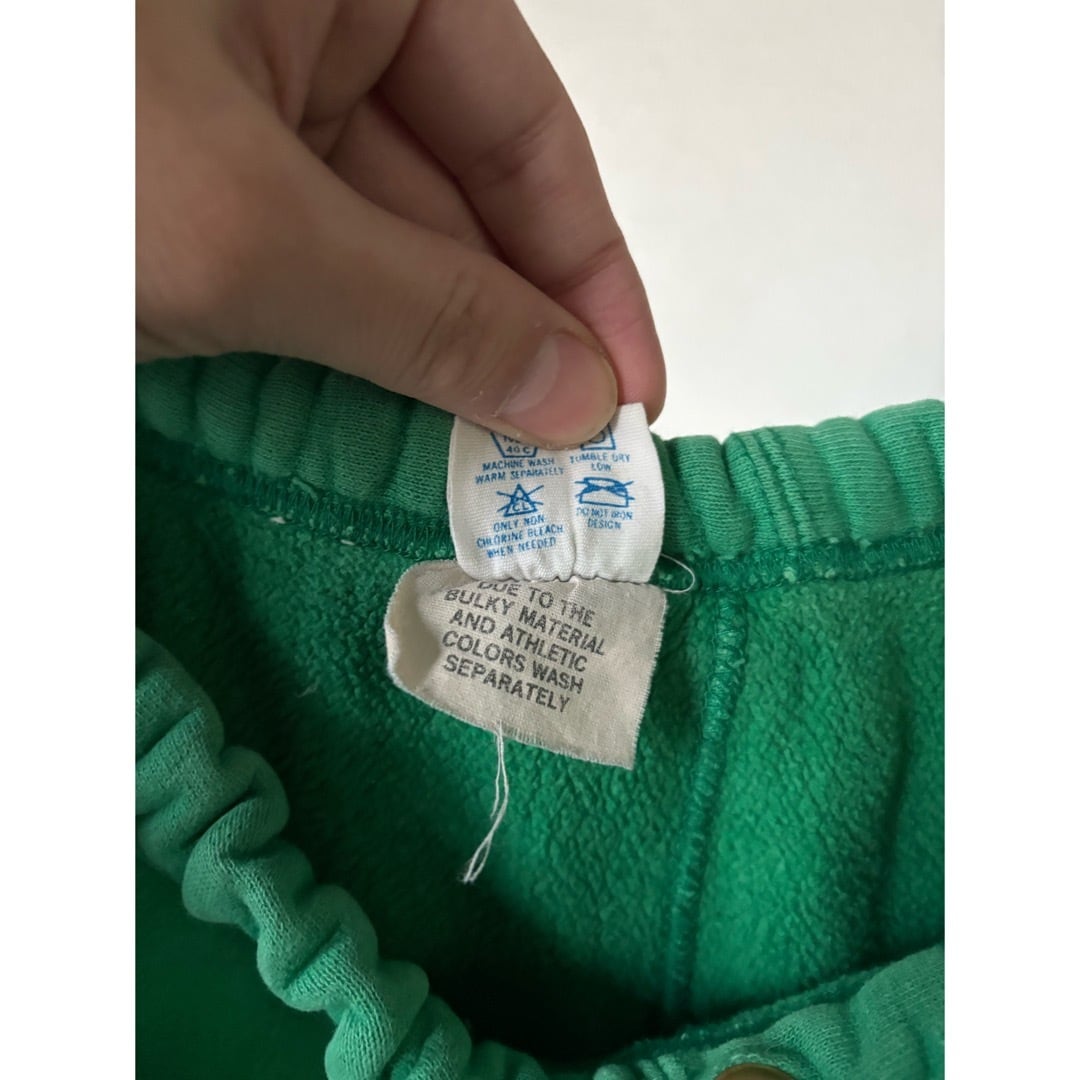 40C
MACHINE WASH
WARM SEPARATELY
TUMBLE DRY
LOW
CL
ONLY NON
CHLORINE BLEACH
WHEN NEEDED
DO NOT IRON
DESIGN
DUE TO THE
BULKY MATERIAL
AND ATHLETIC
COLORS WASH
SEPARATELY